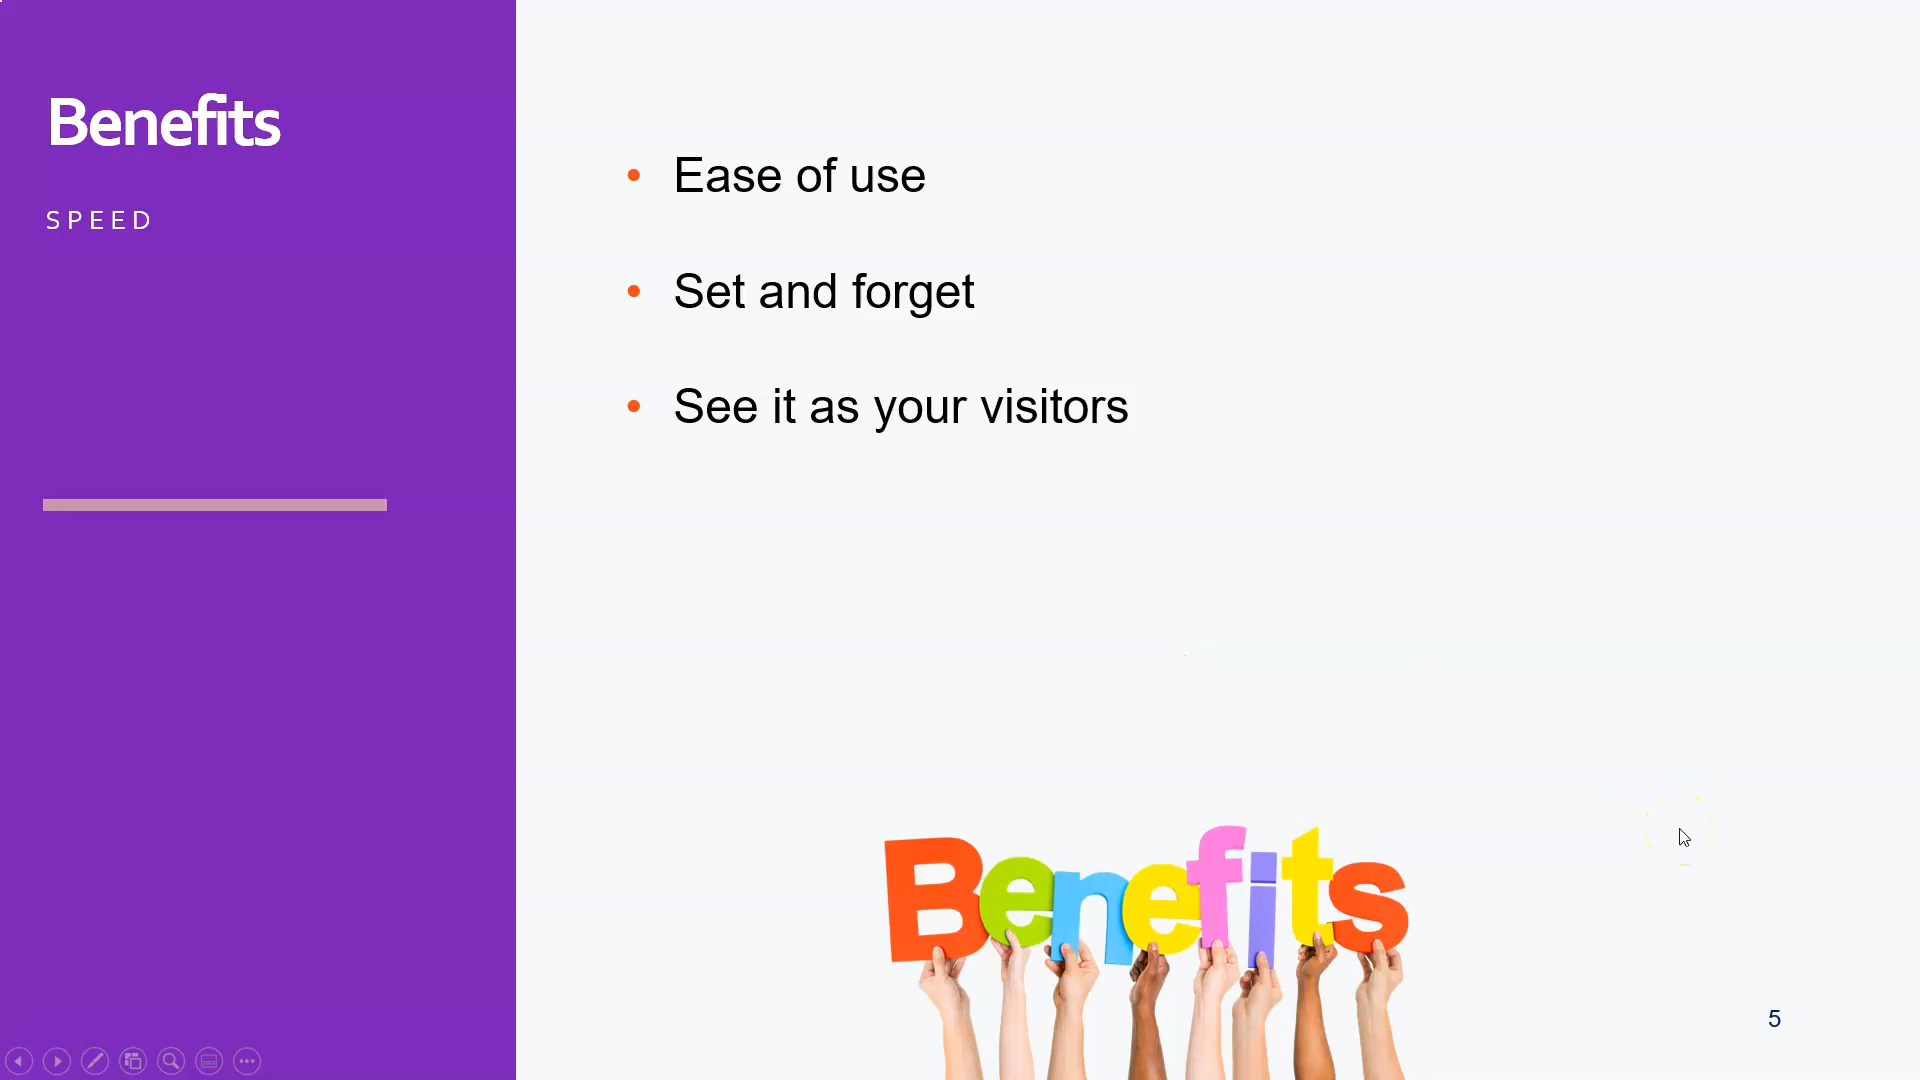 Benefits
SPEED
• Ease of use
• Set and forget
• See it as your visitors
Benefits
5